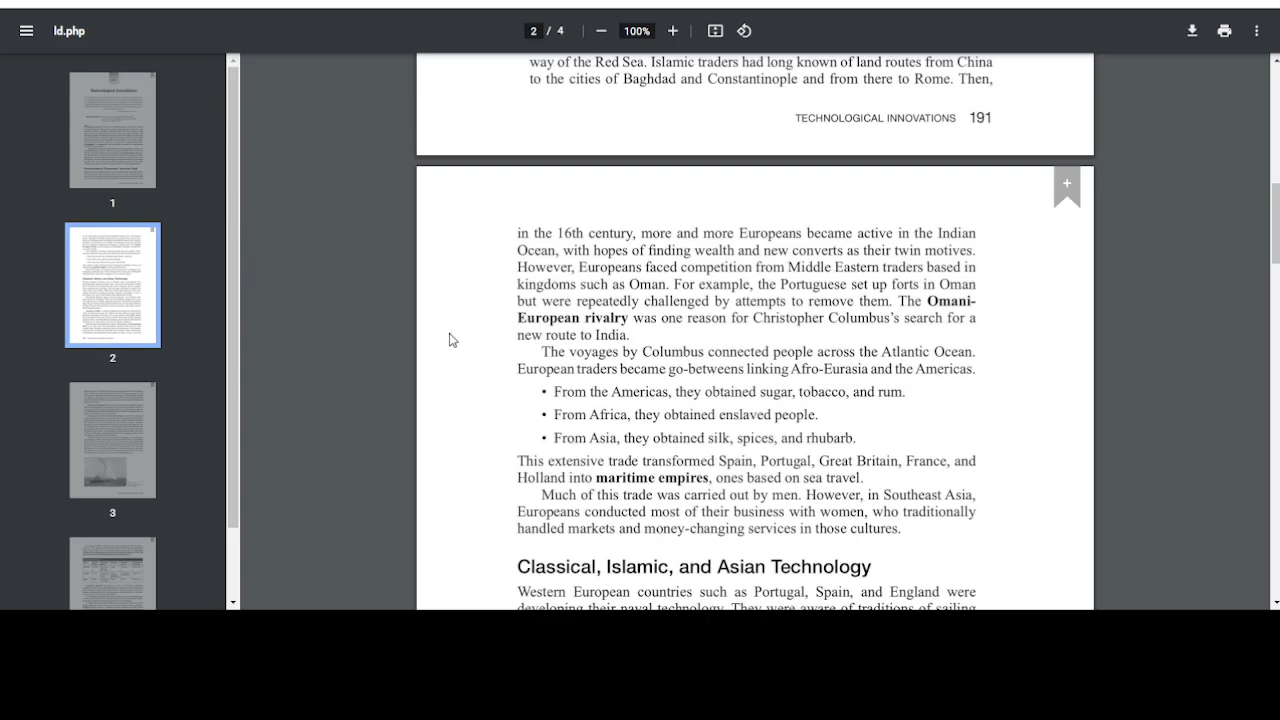 ld.php
2 / 4
100%
way of the Red Sea. Islamic traders had long known of land routes from China
to the cities of Baghdad and Constantinople and from there to Rome. Then,
TECHNOLOGICAL INNOVATIONS 191
in the 16th century, more and more Europeans became active in the Indian
Ocean, with hopes of finding wealth and new converts as their twin motives.
However, Europeans faced competition from Middle Eastern traders based in
kingdoms such as Oman. For example, the Portuguese set up forts in Oman
but were repeatedly challenged by attempts to remove them. The Omani-
European rivalry was one reason for Christopher Columbus's search for a
new route to India.
The voyages by Columbus connected people across the Atlantic Ocean.
European traders became go-betweens linking Afro-Eurasia and the Americas.
• From the Americas, they obtained sugar, tobacco, and rum.
• From Africa, they obtained enslaved people.
• From Asia, they obtained silk, spices, and rhubarb.
This extensive trade transformed Spain, Portugal, Great Britain, France, and
Holland into maritime empires, ones based on sea travel.
Much of this trade was carried out by men. However, in Southeast Asia,
Europeans conducted most of their business with women, who traditionally
handled markets and money-changing services in those cultures.
Classical, Islamic, and Asian Technology
Western European countries such as Portugal, Spain, and England were
developing their naval technology. They were aware of traditions of sailing
1
2
3